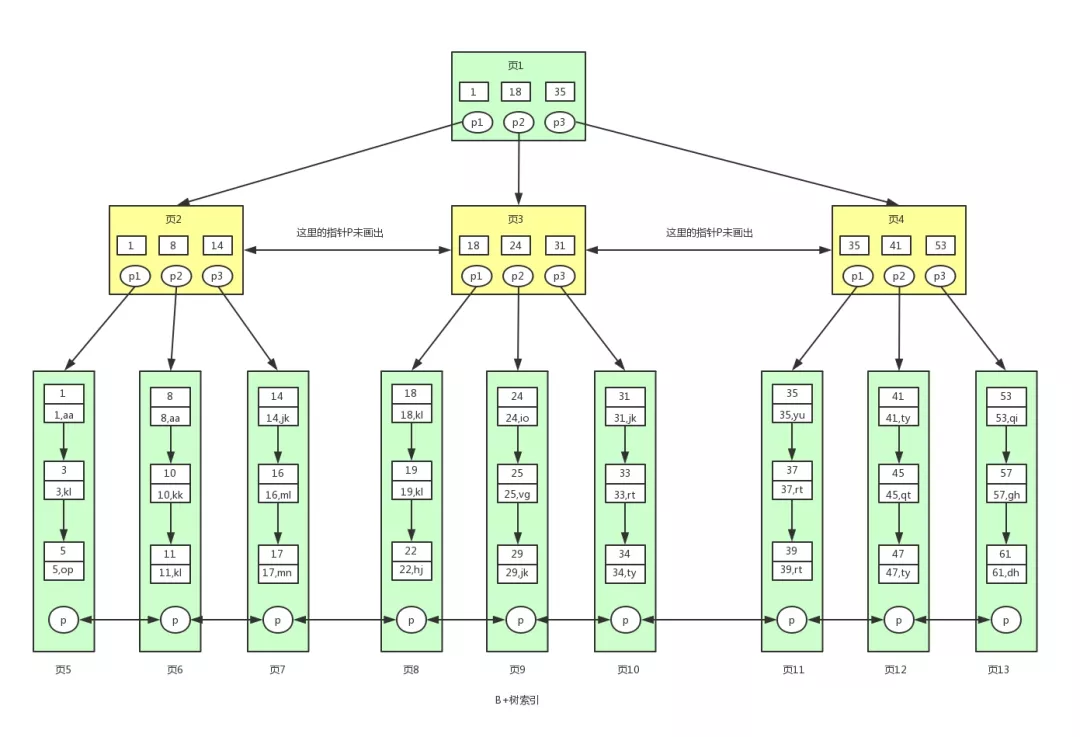 页1
1 18 35
p1 p2 p3
页2 页3 页4
这里的指针P未画出 这里的指针P未画出
1 8 14 18 24 31 35 41 53
p1 p2 p3 p1 p2 p3 p1 p2 p3
1 8 14 18 24 31 35 41 53
1,aa 8,aa 14,jk 18,kl 24,io 31,jk 35,yu 41,ty 53,qi
3 10 16 19 25 33 37 45 57
3,kl 10,kk 16,ml 19,kl 25,vg 33,rt 37,rt 45,qt 57,gh
5 11 17 22 29 34 39 47 61
5,op 11,kl 17,mn 22,hj 29,jk 34,ty 39,rt 47,ty 61,dh
p p p p p p p p p
页5 页6 页7 页8 页9 页10 页11 页12 页13
B+树索引